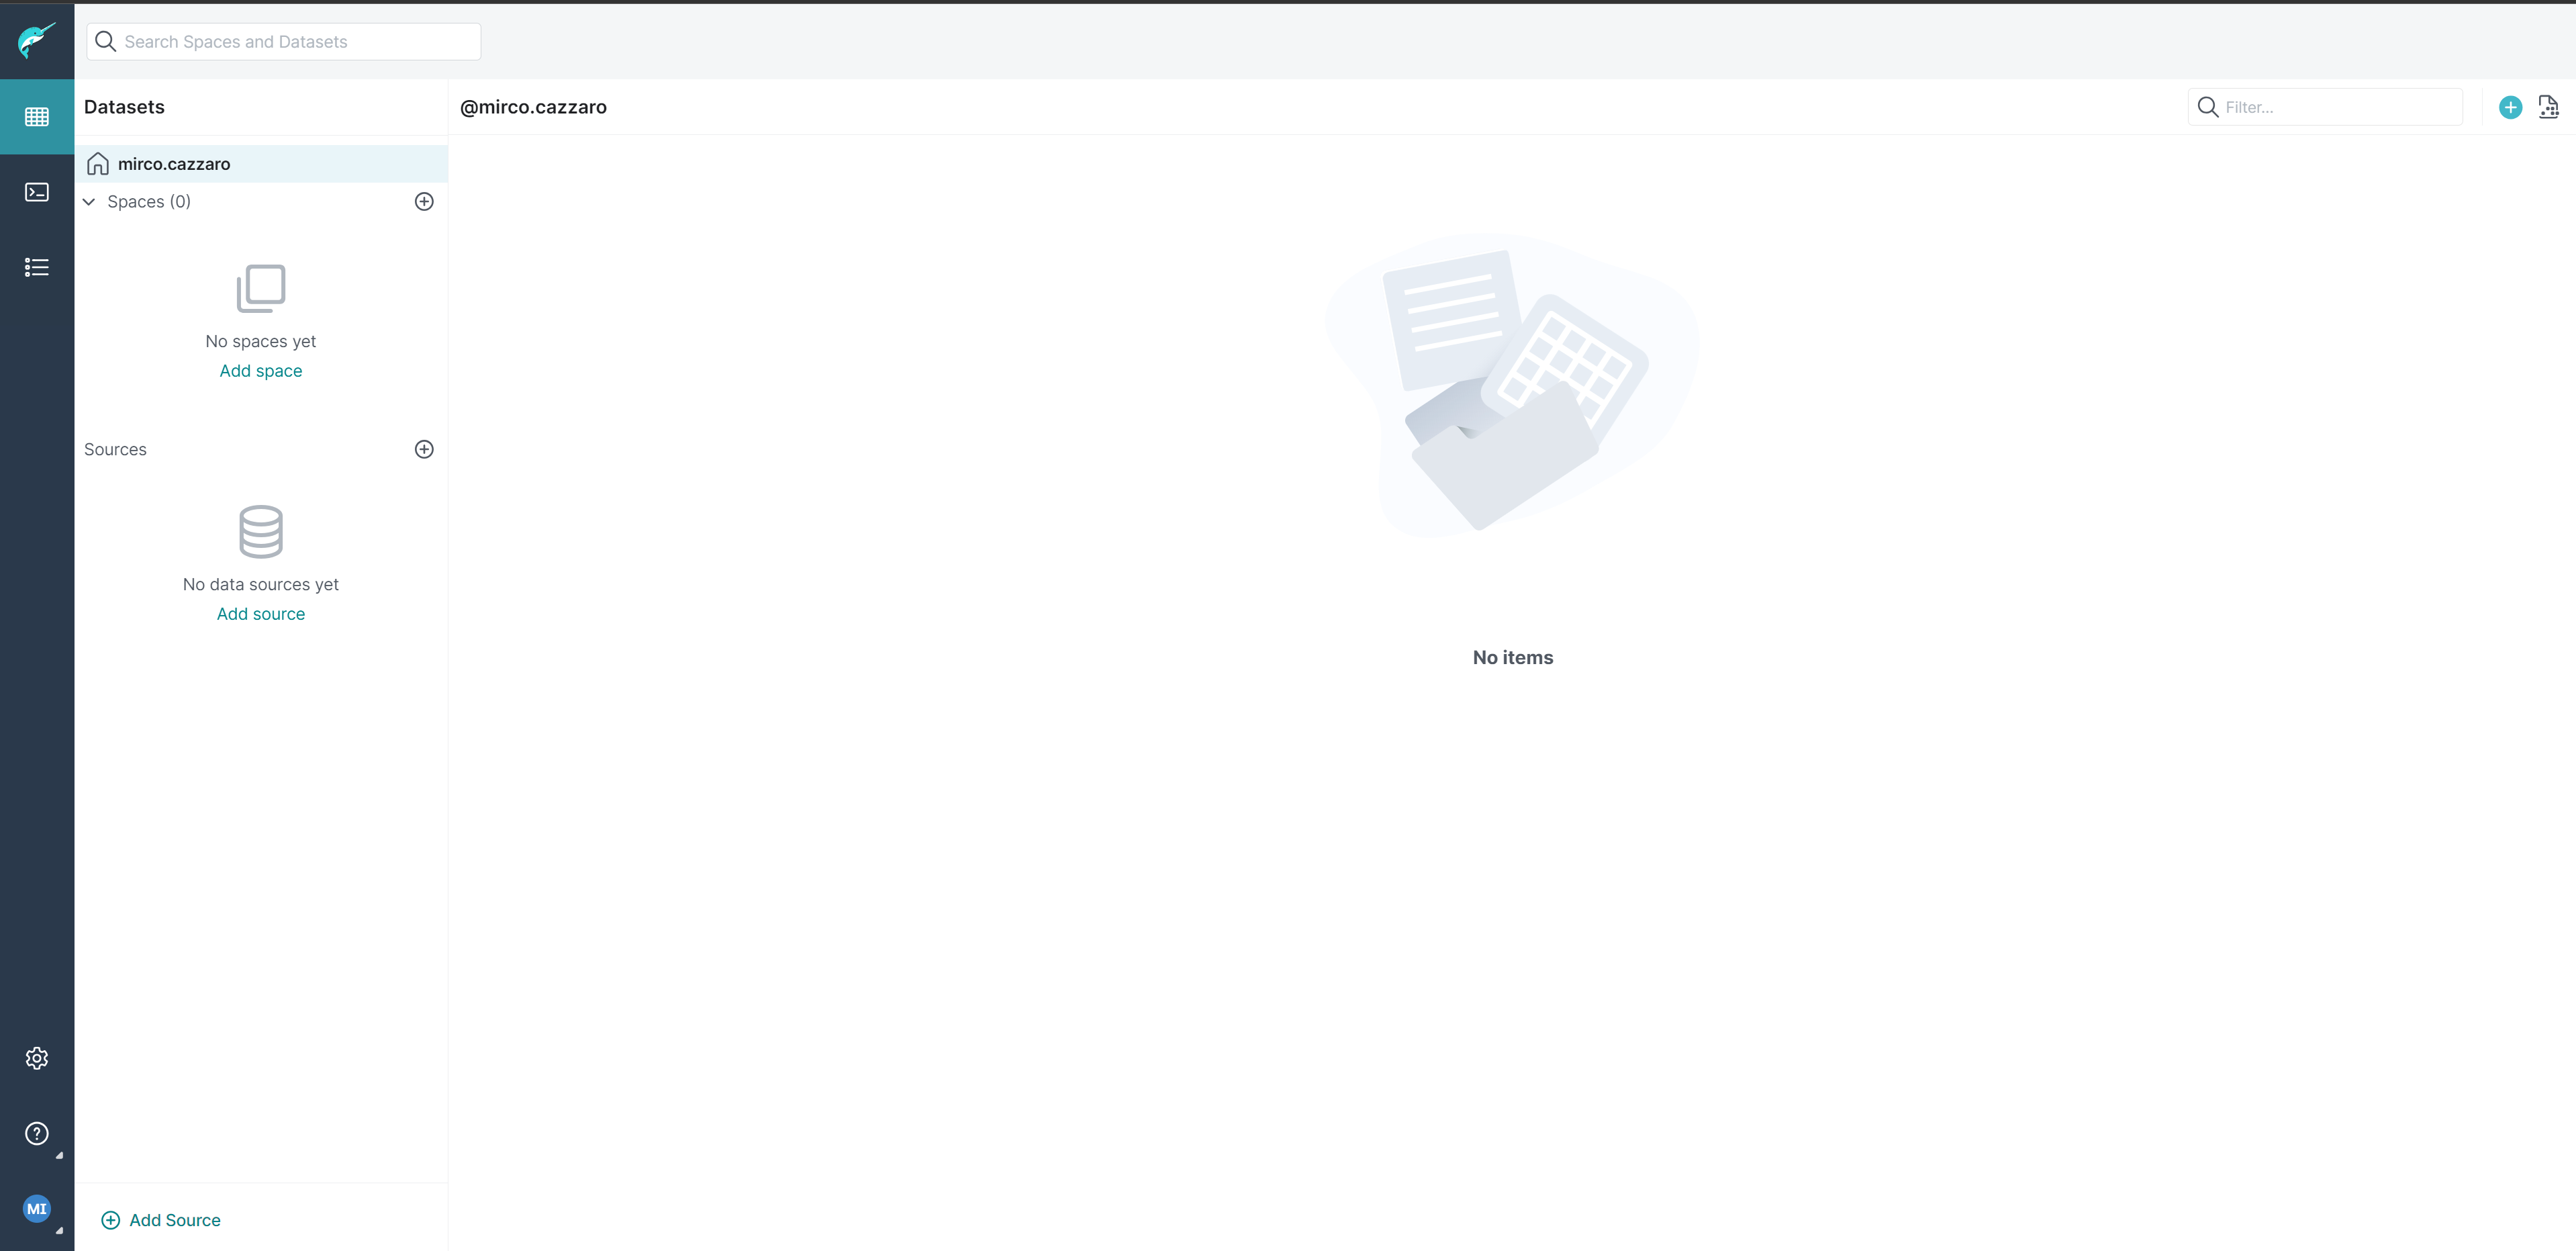 Search Spaces and Datasets
Datasets
@mirco.cazzaro
Filter...
mirco.cazzaro
Spaces (0)
No spaces yet
Add space
Sources
No data sources yet
Add source
No items
MI
Add Source